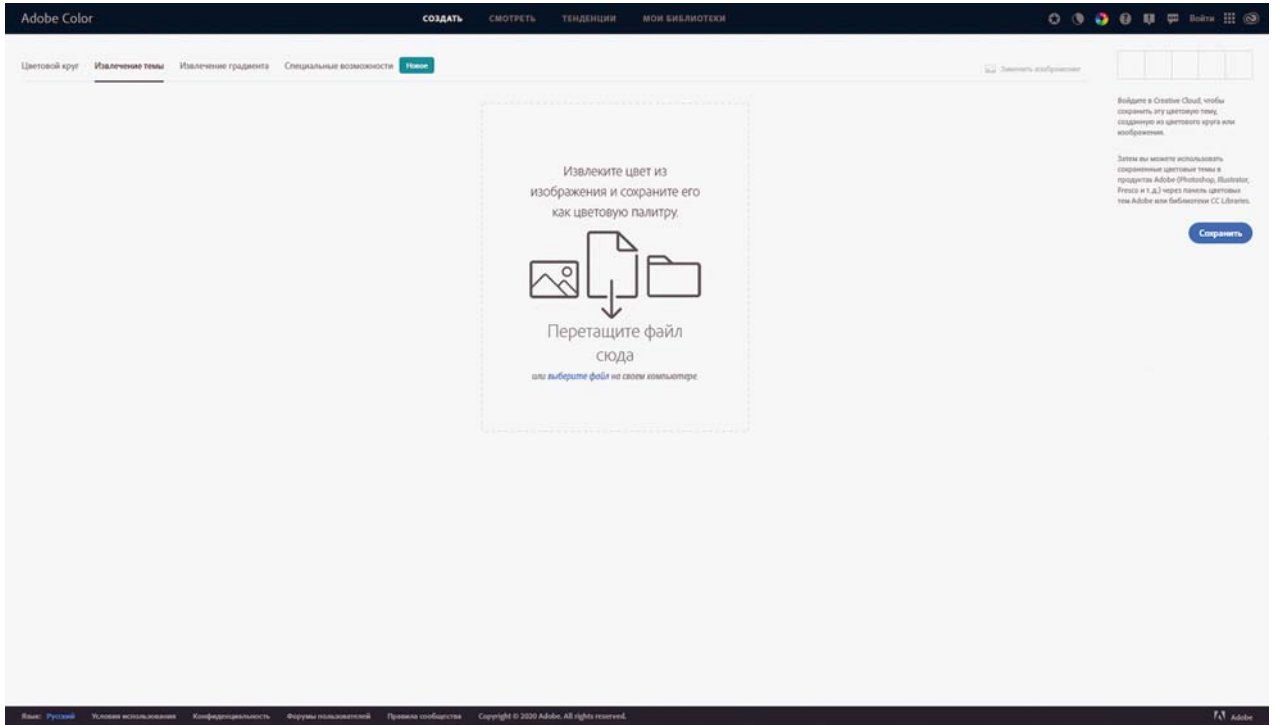 Adobe Color
СОЗДАТЬ
СМОТРЕТЬ
ТЕНДЕНЦИИ
МОИ БИБЛИОТЕКИ
Войти
Цветовой круг
Извлечение темы
Извлечение градиента
Специальные возможности
Новое
Заменить изображение
Извлеките цвет из
изображения и сохраните его
как цветовую палитру.
Перетащите файл
сюда
или выберите файл на своем компьютере.
Войдите в Creative Cloud, чтобы
сохранить эту цветовую тему,
созданную из цветового круга или
изображения.
Затем вы можете использовать
сохраненные цветовые темы в
продуктах Adobe (Photoshop, Illustrator,
Fresco и т. д.) через панель цветовых
тем Adobe или библиотеки CC Libraries.
Сохранить
Язык: Русский
Условия использования
Конфиденциальность
Форумы пользователей
Правила сообщества
Copyright © 2020 Adobe. All rights reserved.
Adobe